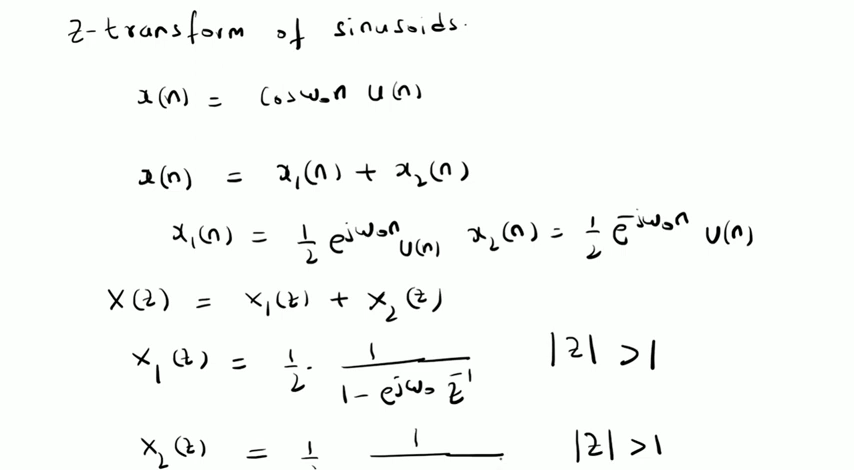 Z-transform of sinusoids.
x(n) = Cosω₀n u(n)
x(n) = x₁(n) + x₂(n)
x₁(n) = 1/2 e^{jω₀n} u(n) x₂(n) = 1/2 e^{-jω₀n} u(n)
X(z) = X₁(z) + X₂(z)
X₁(z) = 1/2 · 1/(1 - e^{jω₀} z^{-1}) |z| > 1
X₂(z) = 1/ 1/ |z| > 1